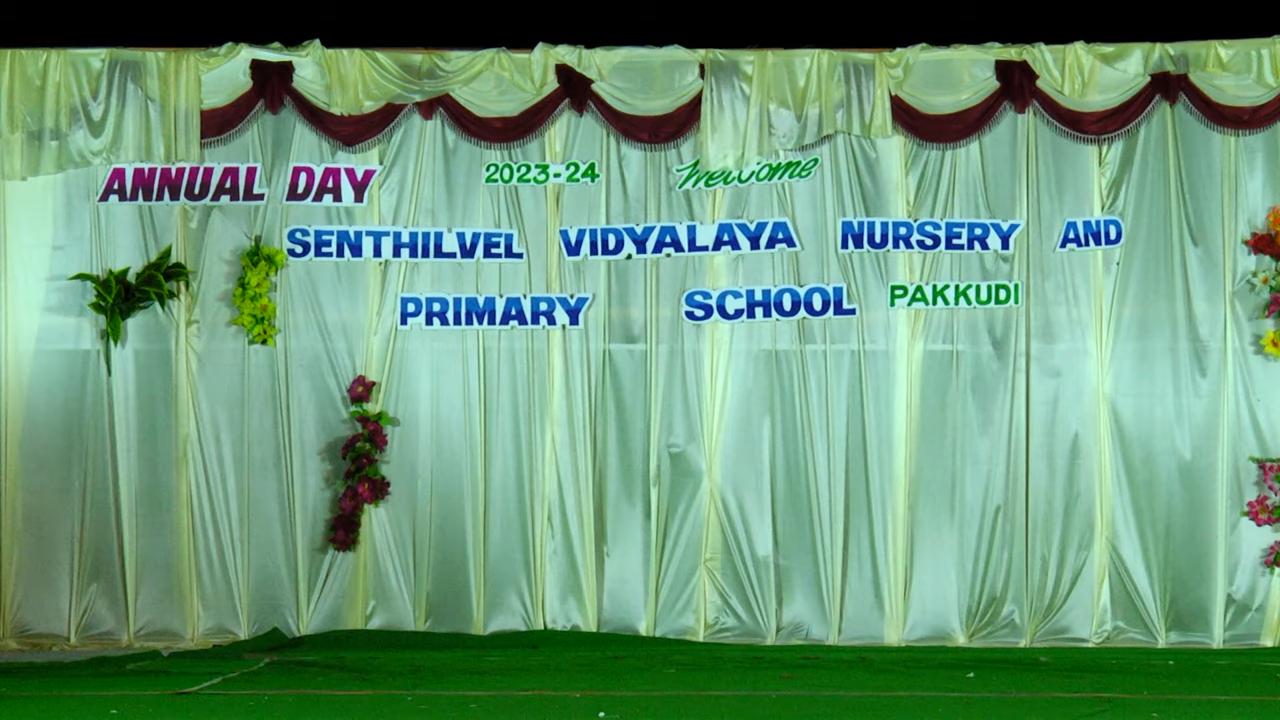 ANNUAL DAY 2023-24 Welcome
SENTHILVEL VIDYALAYA NURSERY AND
PRIMARY SCHOOL PAKKUDI